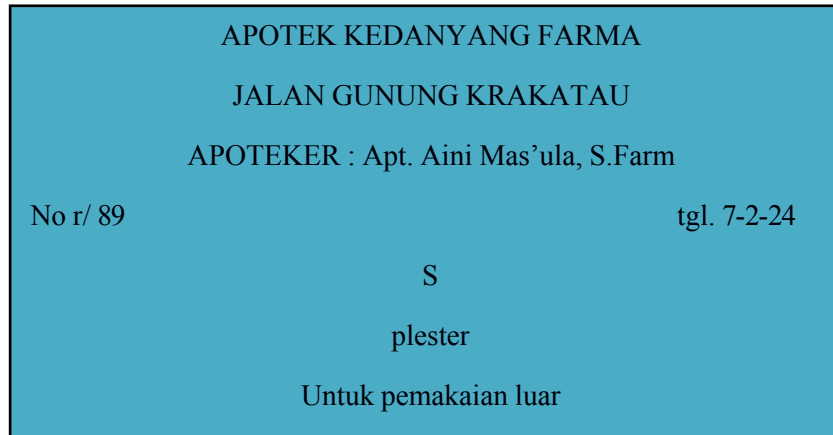 APOTEK KEDANYANG FARMA
JALAN GUNUNG KRAKATAU
APOTEKER : Apt. Aini Mas’ula, S.Farm
No r/ 89 tgl. 7-2-24
S
plester
Untuk pemakaian luar